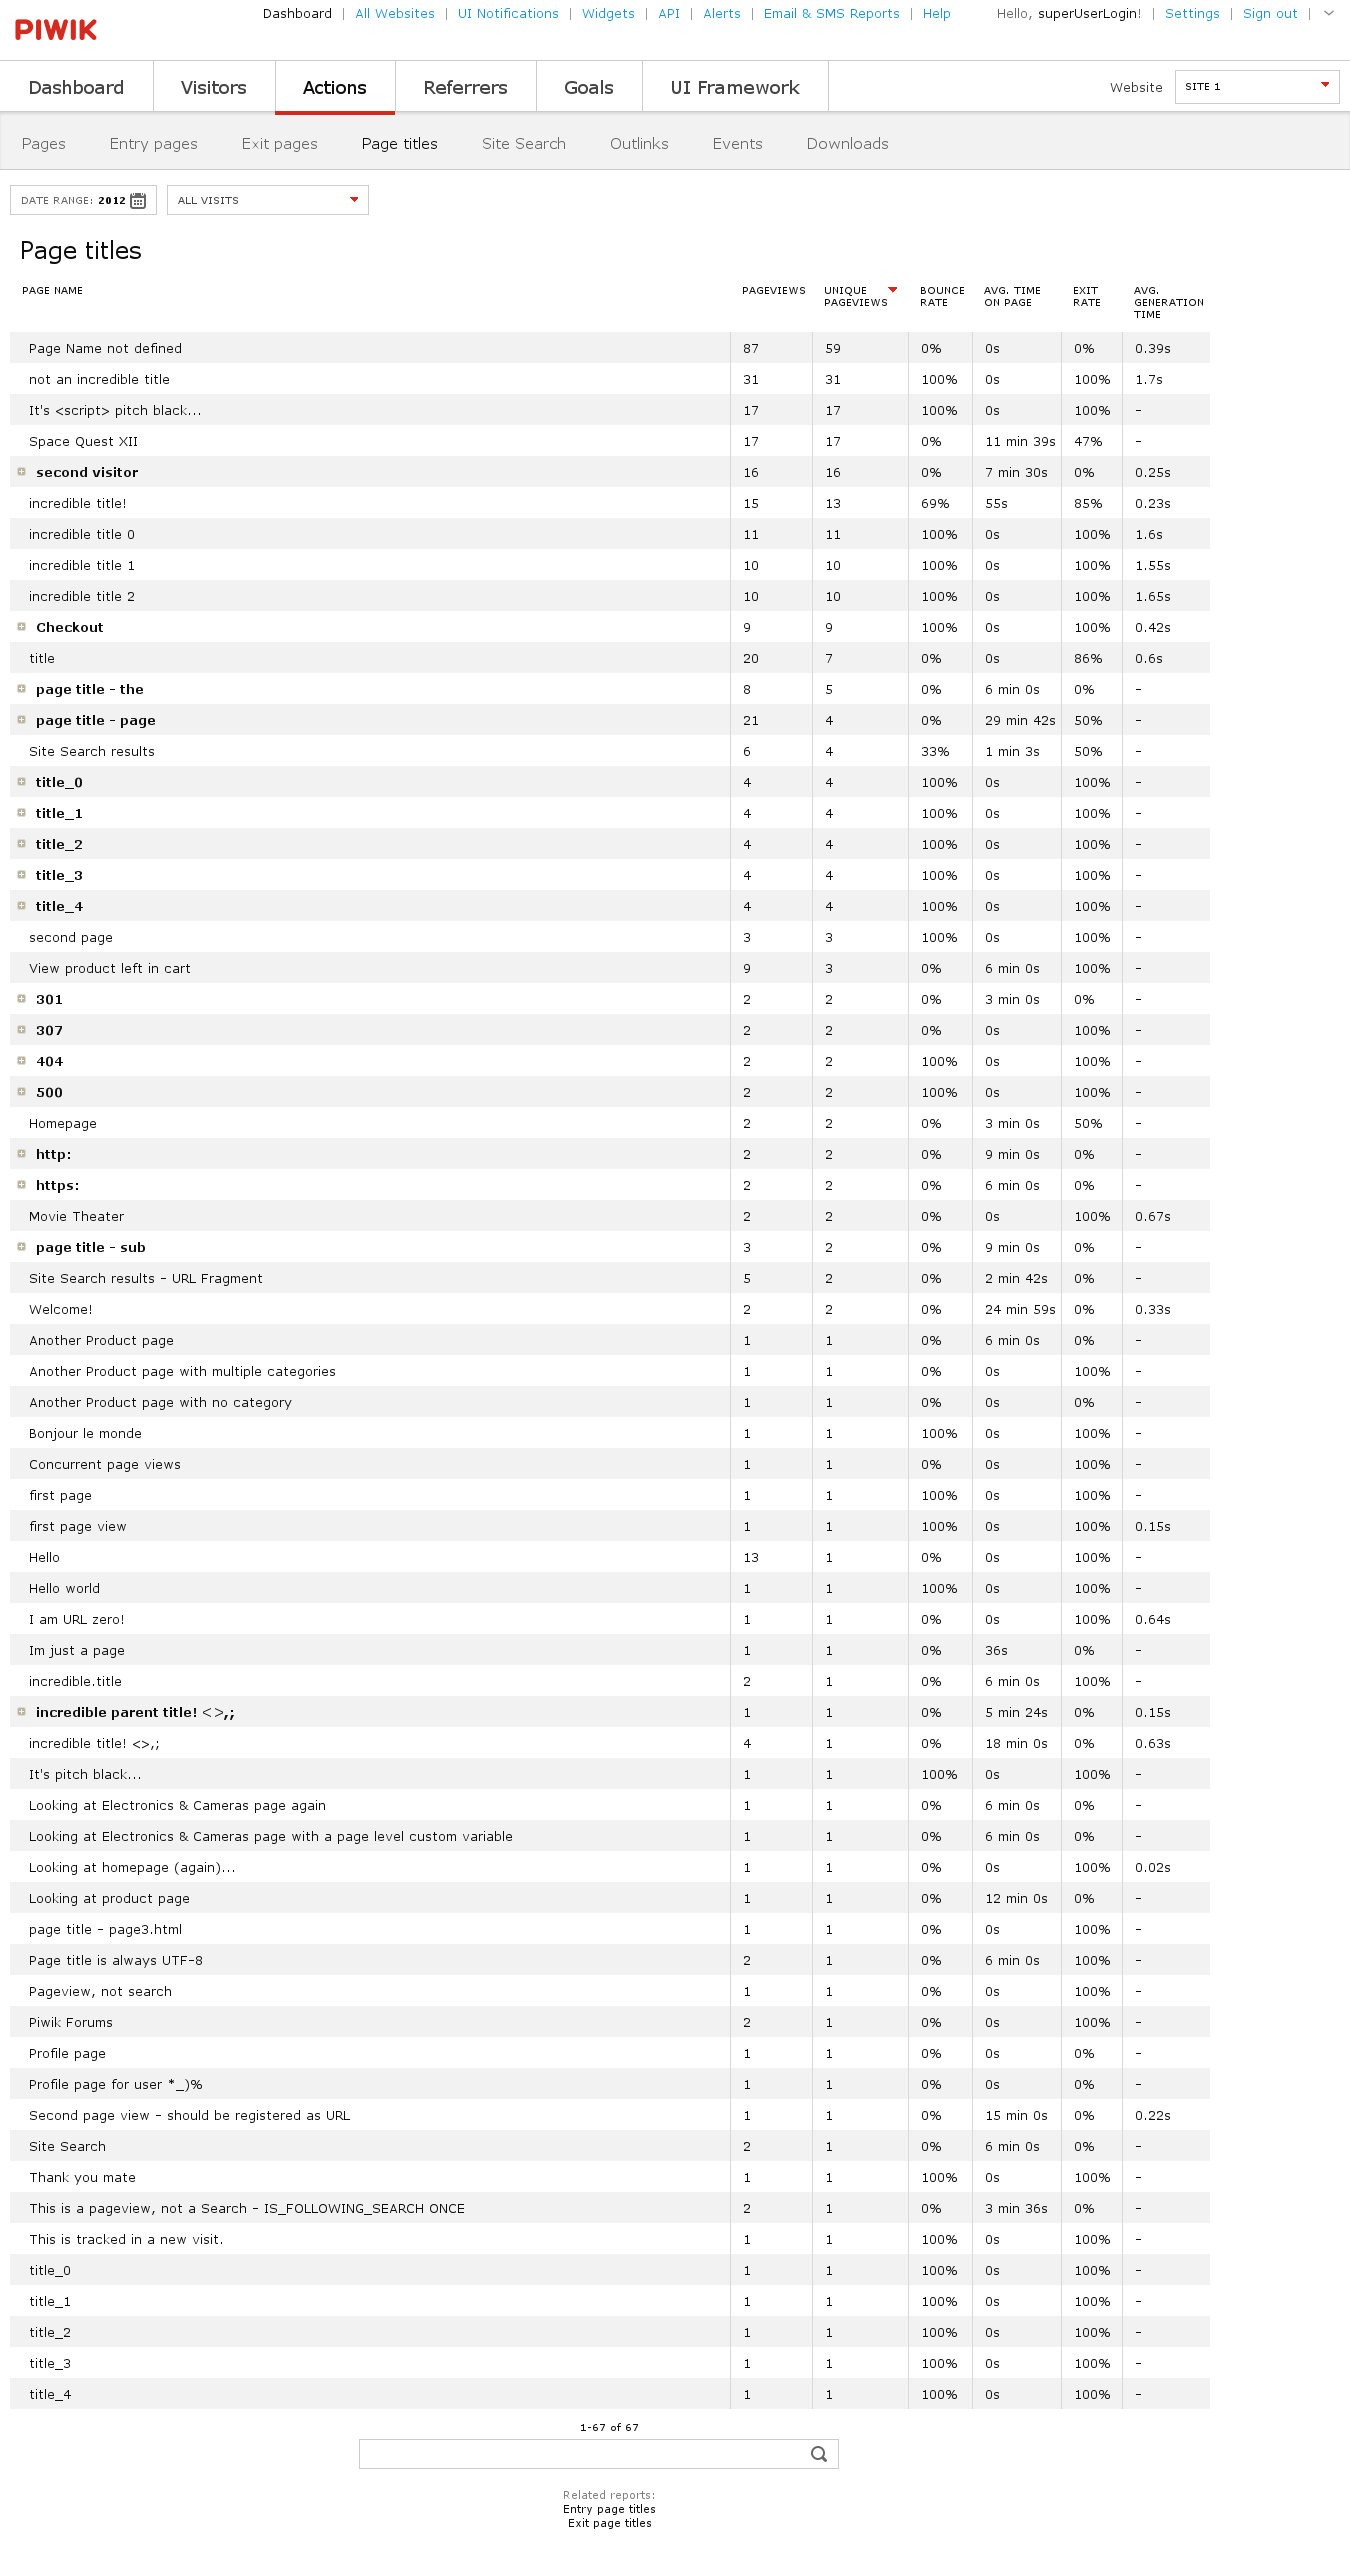 PIWIK
Dashboard | All Websites | UI Notifications | Widgets | API | Alerts | Email & SMS Reports | Help Hello, superUserLogin! | Settings | Sign out |
Dashboard Visitors Actions Referrers Goals UI Framework Website SITE 1
Pages Entry pages Exit pages Page titles Site Search Outlinks Events Downloads
DATE RANGE: 2012 ALL VISITS
Page titles
PAGE NAME PAGEVIEWS UNIQUE BOUNCE AVG. TIME EXIT AVG.
PAGEVIEWS RATE ON PAGE RATE GENERATION
TIME
Page Name not defined 87 59 0% 0s 0% 0.39s
not an incredible title 31 31 100% 0s 100% 1.7s
It's <script> pitch black... 17 17 100% 0s 100% -
Space Quest XII 17 17 0% 11 min 39s 47% -
second visitor 16 16 0% 7 min 30s 0% 0.25s
incredible title! 15 13 69% 55s 85% 0.23s
incredible title 0 11 11 100% 0s 100% 1.6s
incredible title 1 10 10 100% 0s 100% 1.55s
incredible title 2 10 10 100% 0s 100% 1.65s
Checkout 9 9 100% 0s 100% 0.42s
title 20 7 0% 0s 86% 0.6s
page title - the 8 5 0% 6 min 0s 0% -
page title - page 21 4 0% 29 min 42s 50% -
Site Search results 6 4 33% 1 min 3s 50% -
title_0 4 4 100% 0s 100% -
title_1 4 4 100% 0s 100% -
title_2 4 4 100% 0s 100% -
title_3 4 4 100% 0s 100% -
title_4 4 4 100% 0s 100% -
second page 3 3 100% 0s 100% -
View product left in cart 9 3 0% 6 min 0s 100% -
301 2 2 0% 3 min 0s 0% -
307 2 2 0% 0s 100% -
404 2 2 100% 0s 100% -
500 2 2 100% 0s 100% -
Homepage 2 2 0% 3 min 0s 50% -
http: 2 2 0% 9 min 0s 0% -
https: 2 2 0% 6 min 0s 0% -
Movie Theater 2 2 0% 0s 100% 0.67s
page title - sub 3 2 0% 9 min 0s 0% -
Site Search results - URL Fragment 5 2 0% 2 min 42s 0% -
Welcome! 2 2 0% 24 min 59s 0% 0.33s
Another Product page 1 1 0% 6 min 0s 0% -
Another Product page with multiple categories 1 1 0% 0s 100% -
Another Product page with no category 1 1 0% 0s 0% -
Bonjour le monde 1 1 100% 0s 100% -
Concurrent page views 1 1 0% 0s 100% -
first page 1 1 100% 0s 100% -
first page view 1 1 100% 0s 100% 0.15s
Hello 13 1 0% 0s 100% -
Hello world 1 1 100% 0s 100% -
I am URL zero! 1 1 0% 0s 100% 0.64s
Im just a page 1 1 0% 36s 0% -
incredible.title 2 1 0% 6 min 0s 100% -
incredible parent title! <>,; 1 1 0% 5 min 24s 0% 0.15s
incredible title! <>,; 4 1 0% 18 min 0s 0% 0.63s
It's pitch black... 1 1 100% 0s 100% -
Looking at Electronics & Cameras page again 1 1 0% 6 min 0s 0% -
Looking at Electronics & Cameras page with a page level custom variable 1 1 0% 6 min 0s 0% -
Looking at homepage (again)... 1 1 0% 0s 100% 0.02s
Looking at product page 1 1 0% 12 min 0s 0% -
page title - page3.html 1 1 0% 0s 100% -
Page title is always UTF-8 2 1 0% 6 min 0s 100% -
Pageview, not search 1 1 0% 0s 100% -
Piwik Forums 2 1 0% 0s 100% -
Profile page 1 1 0% 0s 0% -
Profile page for user *_)% 1 1 0% 0s 0% -
Second page view - should be registered as URL 1 1 0% 15 min 0s 0% 0.22s
Site Search 2 1 0% 6 min 0s 0% -
Thank you mate 1 1 100% 0s 100% -
This is a pageview, not a Search - IS_FOLLOWING_SEARCH ONCE 2 1 0% 3 min 36s 0% -
This is tracked in a new visit. 1 1 100% 0s 100% -
title_0 1 1 100% 0s 100% -
title_1 1 1 100% 0s 100% -
title_2 1 1 100% 0s 100% -
title_3 1 1 100% 0s 100% -
title_4 1 1 100% 0s 100% -
1-67 of 67
Related reports:
Entry page titles
Exit page titles